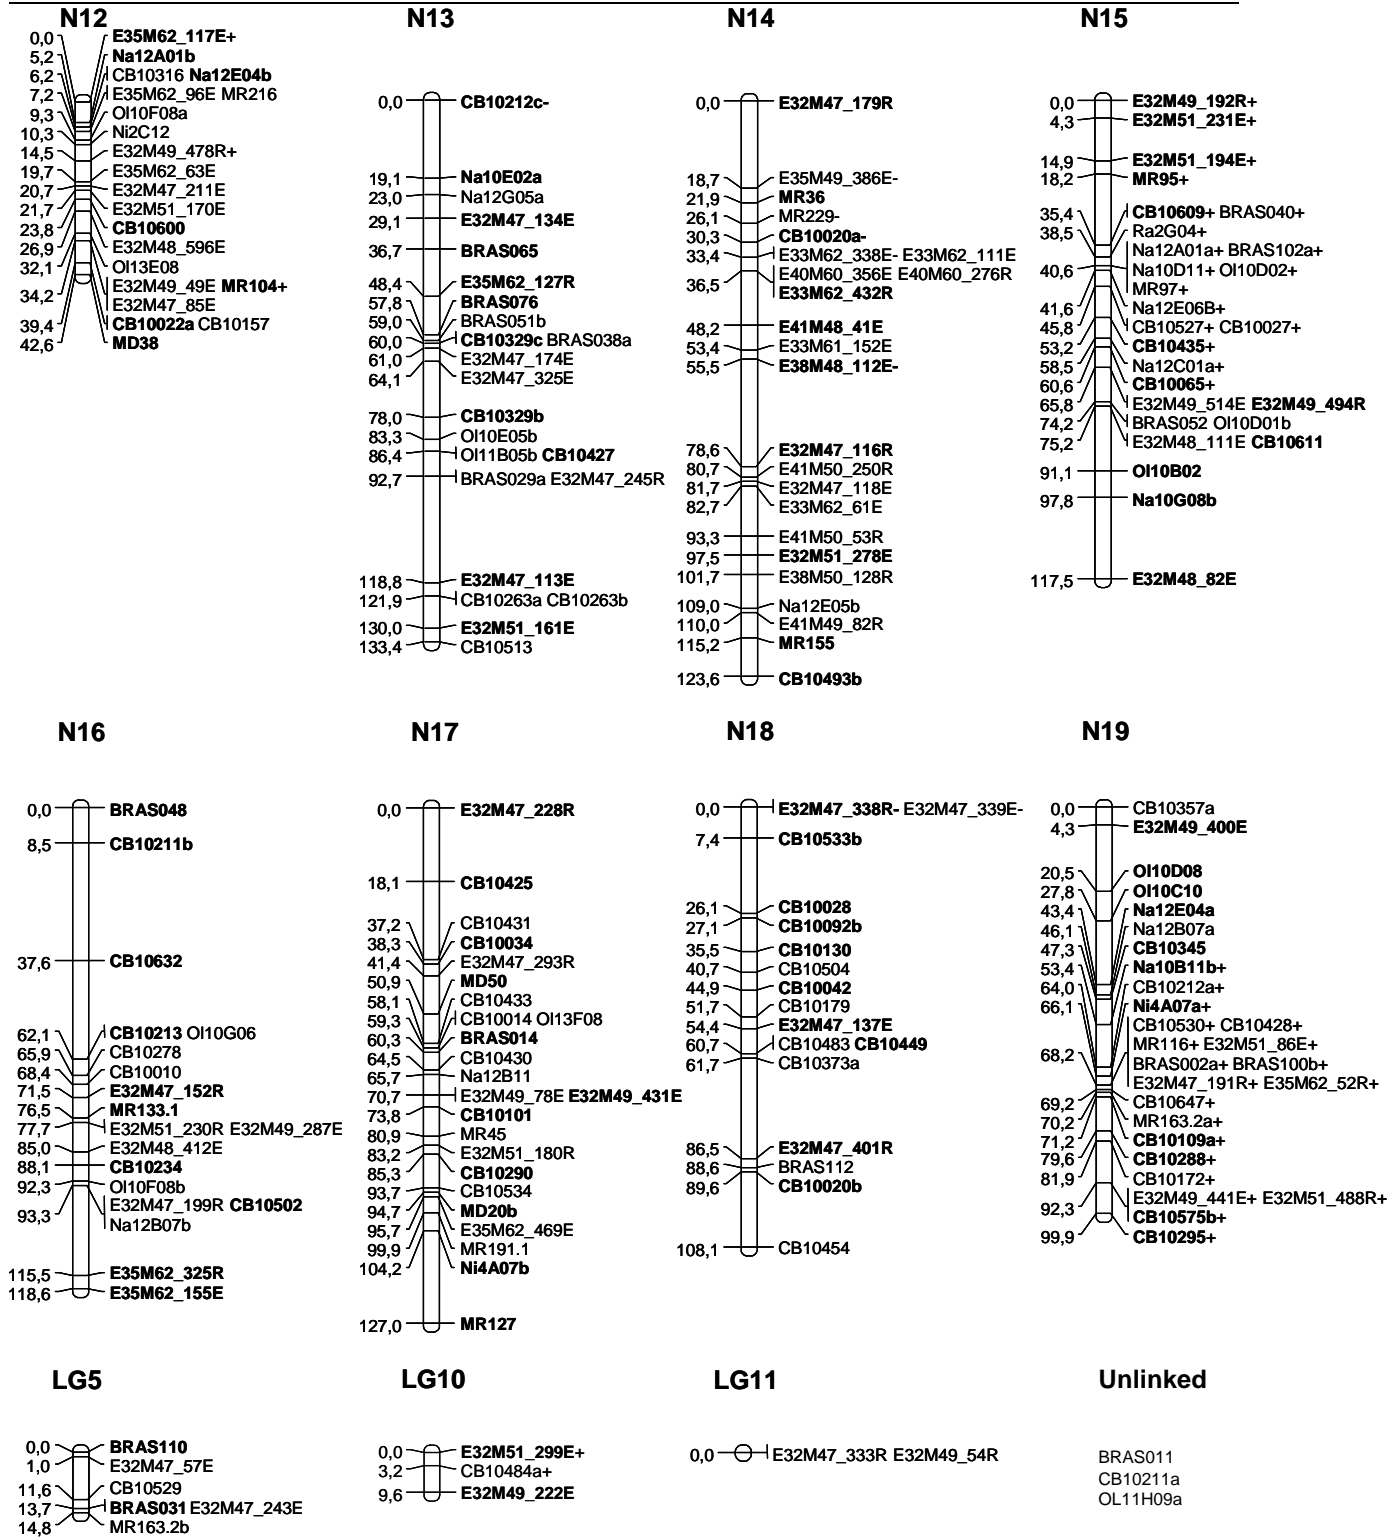 N12
0,0 E35M62_117E+
5,2 Na12A01b
6,2 CB10316 Na12E04b
7,2 E35M62_96E MR216
9,3 Ol10F08a
10,3 Ni2C12
14,5 E32M49_478R+
19,7 E35M62_63E
20,7 E32M47_211E
21,7 E32M51_170E
23,8 CB10600
26,9 E32M48_596E
32,1 Ol13E08
34,2 E32M49_49E MR104+
E32M47_85E
39,4 CB10022a CB10157
42,6 MD38
N13
0,0 CB10212c-
19,1 Na10E02a
23,0 Na12G05a
29,1 E32M47_134E
36,7 BRAS065
48,4 E35M62_127R
57,8 BRAS076
59,0 BRAS051b
60,0 CB10329c BRAS038a
61,0 E32M47_174E
64,1 E32M47_325E
78,0 CB10329b
83,3 Ol10E05b
86,4 Ol11B05b CB10427
92,7 BRAS029a E32M47_245R
118,8 E32M47_113E
121,9 CB10263a CB10263b
130,0 E32M51_161E
133,4 CB10513
N14
0,0 E32M47_179R
18,7 E35M49_386E-
21,9 MR36
26,1 MR229-
30,3 CB10020a-
33,4 E33M62_338E- E33M62_111E
36,5 E40M60_356E E40M60_276R
E33M62_432R
48,2 E41M48_41E
53,4 E33M61_152E
55,5 E38M48_112E-
78,6 E32M47_116R
80,7 E41M50_250R
81,7 E32M47_118E
82,7 E33M62_61E
93,3 E41M50_53R
97,5 E32M51_278E
101,7 E38M50_128R
109,0 Na12E05b
110,0 E41M49_82R
115,2 MR155
123,6 CB10493b
N15
0,0 E32M49_192R+
4,3 E32M51_231E+
14,9 E32M51_194E+
18,2 MR95+
35,4 CB10609+ BRAS040+
38,5 Ra2G04+
Na12A01a+ BRAS102a+
40,6 Na10D11+ Ol10D02+
MR97+
41,6 Na12E06B+
45,8 CB10527+ CB10027+
53,2 CB10435+
58,5 Na12C01a+
60,6 CB10065+
65,8 E32M49_514E E32M49_494R
74,2 BRAS052 Ol10D01b
75,2 E32M48_111E CB10611
91,1 Ol10B02
97,8 Na10G08b
117,5 E32M48_82E
N16
0,0 BRAS048
8,5 CB10211b
37,6 CB10632
62,1 CB10213 Ol10G06
65,9 CB10278
68,4 CB10010
71,5 E32M47_152R
76,5 MR133.1
77,7 E32M51_230R E32M49_287E
85,0 E32M48_412E
88,1 CB10234
92,3 Ol10F08b
93,3 E32M47_199R CB10502
Na12B07b
115,5 E35M62_325R
118,6 E35M62_155E
N17
0,0 E32M47_228R
18,1 CB10425
37,2 CB10431
38,3 CB10034
41,4 E32M47_293R
50,9 MD50
58,1 CB10433
59,3 CB10014 Ol13F08
60,3 BRAS014
64,5 CB10430
65,7 Na12B11
70,7 E32M49_78E E32M49_431E
73,8 CB10101
80,9 MR45
83,2 E32M51_180R
85,3 CB10290
93,7 CB10534
94,7 MD20b
95,7 E35M62_469E
99,9 MR191.1
104,2 Ni4A07b
127,0 MR127
N18
0,0 E32M47_338R- E32M47_339E-
7,4 CB10533b
26,1 CB10028
27,1 CB10092b
35,5 CB10130
40,7 CB10504
44,9 CB10042
51,7 CB10179
54,4 E32M47_137E
60,7 CB10483 CB10449
61,7 CB10373a
86,5 E32M47_401R
88,6 BRAS112
89,6 CB10020b
108,1 CB10454
N19
0,0 CB10357a
4,3 E32M49_400E
20,5 Ol10D08
27,8 Ol10C10
43,4 Na12E04a
46,1 Na12B07a
47,3 CB10345
53,4 Na10B11b+
64,0 CB10212a+
66,1 Ni4A07a+
CB10530+ CB10428+
68,2 MR116+ E32M51_86E+
BRAS002a+ BRAS100b+
E32M47_191R+ E35M62_52R+
69,2 CB10647+
70,2 MR163.2a+
71,2 CB10109a+
79,6 CB10288+
81,9 CB10172+
92,3 E32M49_441E+ E32M51_488R+
CB10575b+
99,9 CB10295+
LG5
0,0 BRAS110
1,0 E32M47_57E
11,6 CB10529
13,7 BRAS031 E32M47_243E
14,8 MR163.2b
LG10
0,0 E32M51_299E+
3,2 CB10484a+
9,6 E32M49_222E
LG11
0,0 E32M47_333R E32M49_54R
Unlinked
BRAS011
CB10211a
OL11H09a